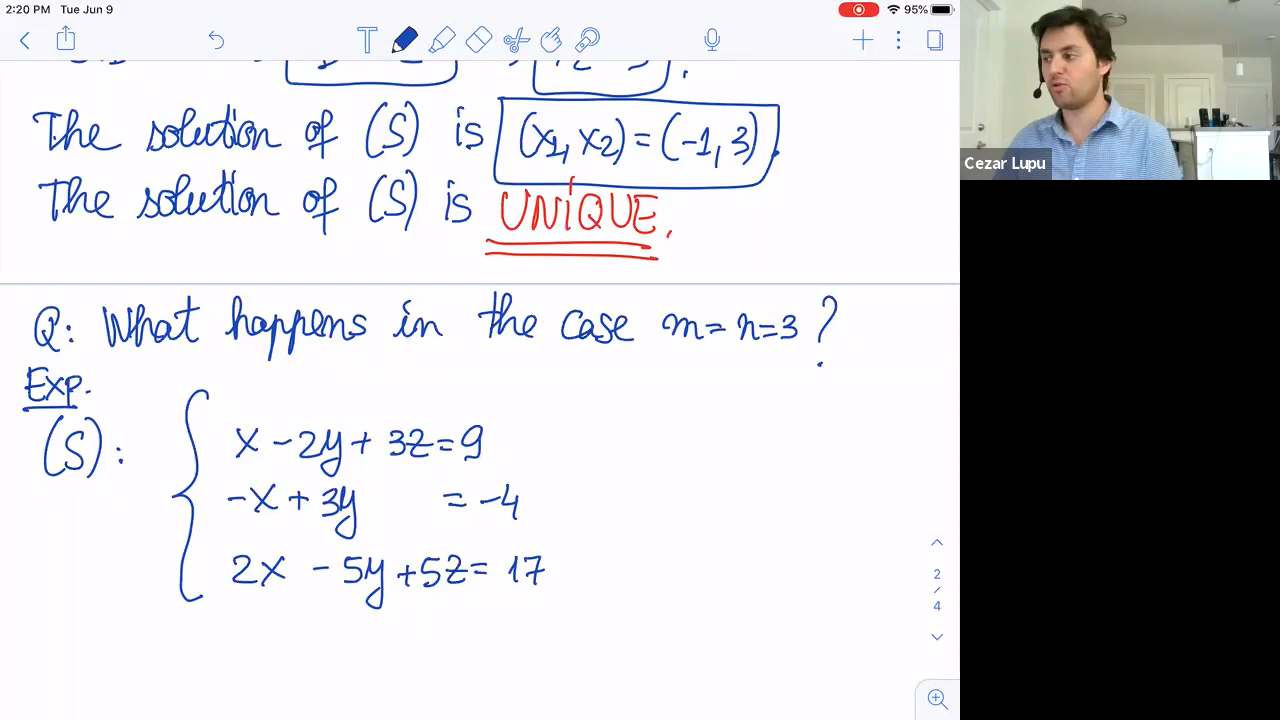 2:20 PM Tue Jun 9
95%
The solution of (S) is (x1, x2) = (-1, 3).
The solution of (S) is UNIQUE.
Q: What happens in the case m = n = 3?
Exp.
(S):
x - 2y + 3z = 9
-x + 3y = -4
2x - 5y + 5z = 17
Cezar Lupu
2
/
4